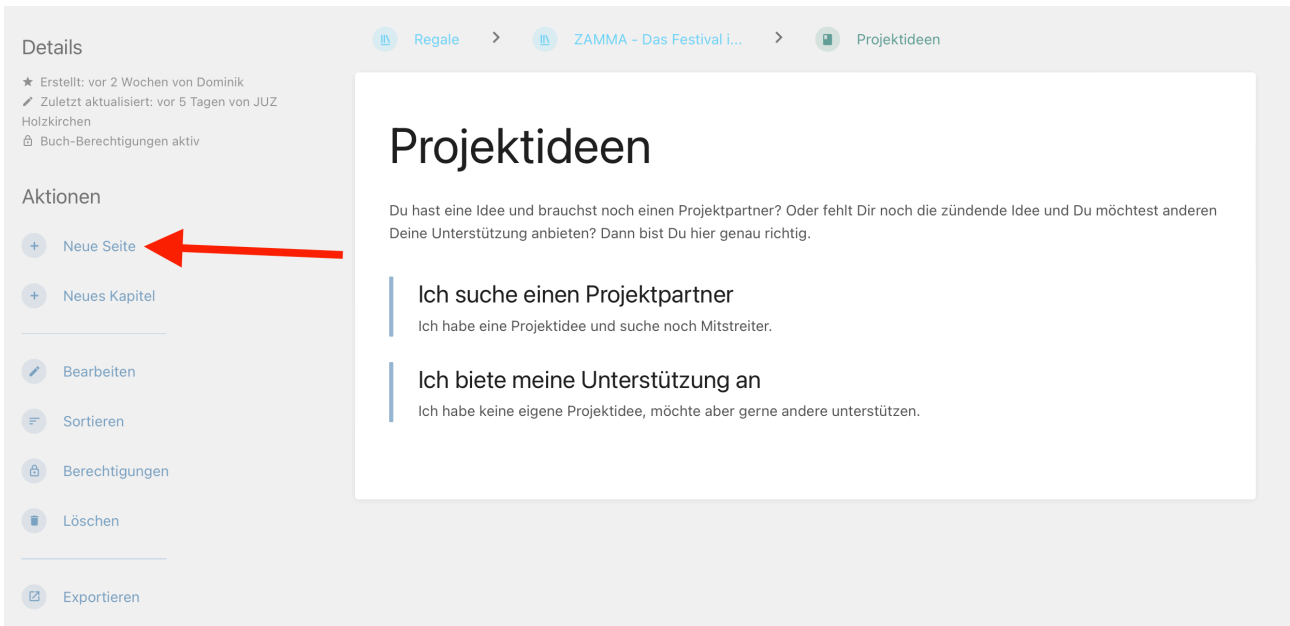 Details
Erstellt: vor 2 Wochen von Dominik
Zuletzt aktualisiert: vor 5 Tagen von JUZ
Holzkirchen
Buch-Berechtigungen aktiv
Aktionen
Neue Seite
Neues Kapitel
Bearbeiten
Sortieren
Berechtigungen
Löschen
Exportieren
Regale
ZAMMA - Das Festival i...
Projektideen
Projektideen
Du hast eine Idee und brauchst noch einen Projektpartner? Oder fehlt Dir noch die zündende Idee und Du möchtest anderen
Deine Unterstützung anbieten? Dann bist Du hier genau richtig.
Ich suche einen Projektpartner
Ich habe eine Projektidee und suche noch Mitstreiter.
Ich biete meine Unterstützung an
Ich habe keine eigene Projektidee, möchte aber gerne andere unterstützen.